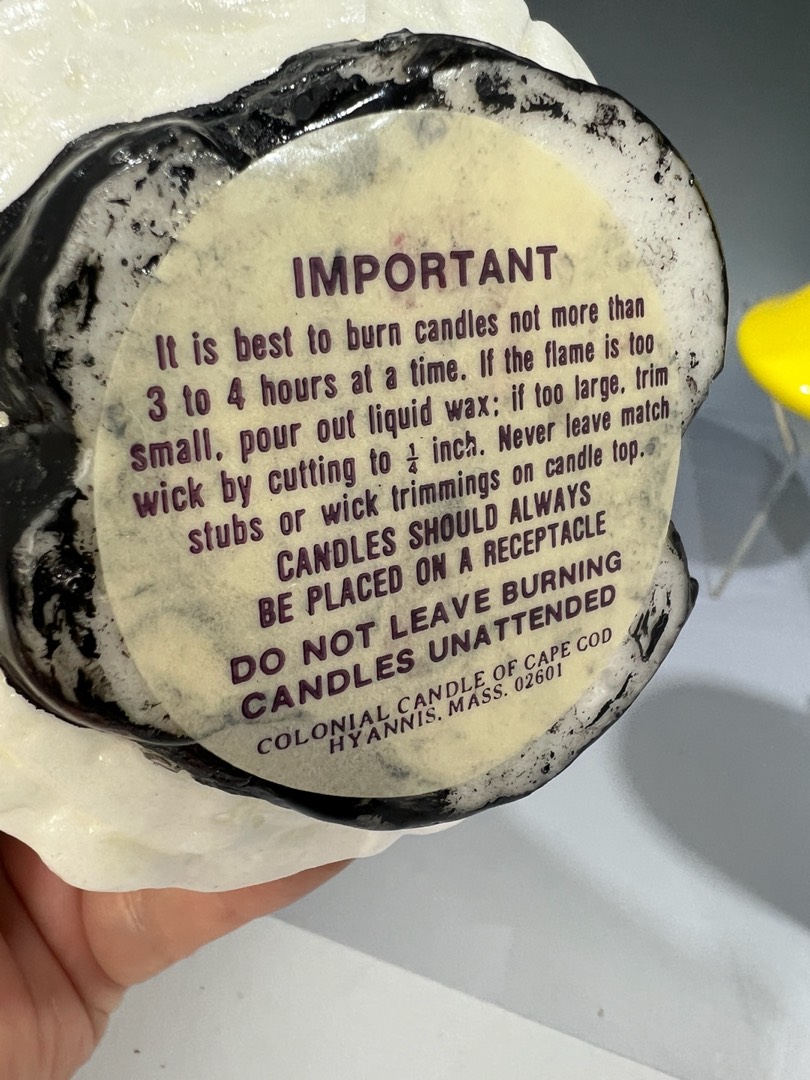 IMPORTANT
It is best to burn candles not more than
3 to 4 hours at a time. If the flame is too
small, pour out liquid wax; if too large, trim
wick by cutting to 1/4 inch. Never leave match
stubs or wick trimmings on candle top.
CANDLES SHOULD ALWAYS
BE PLACED ON A RECEPTACLE
DO NOT LEAVE BURNING
CANDLES UNATTENDED
COLONIAL CANDLE OF CAPE COD
HYANNIS, MASS. 02601